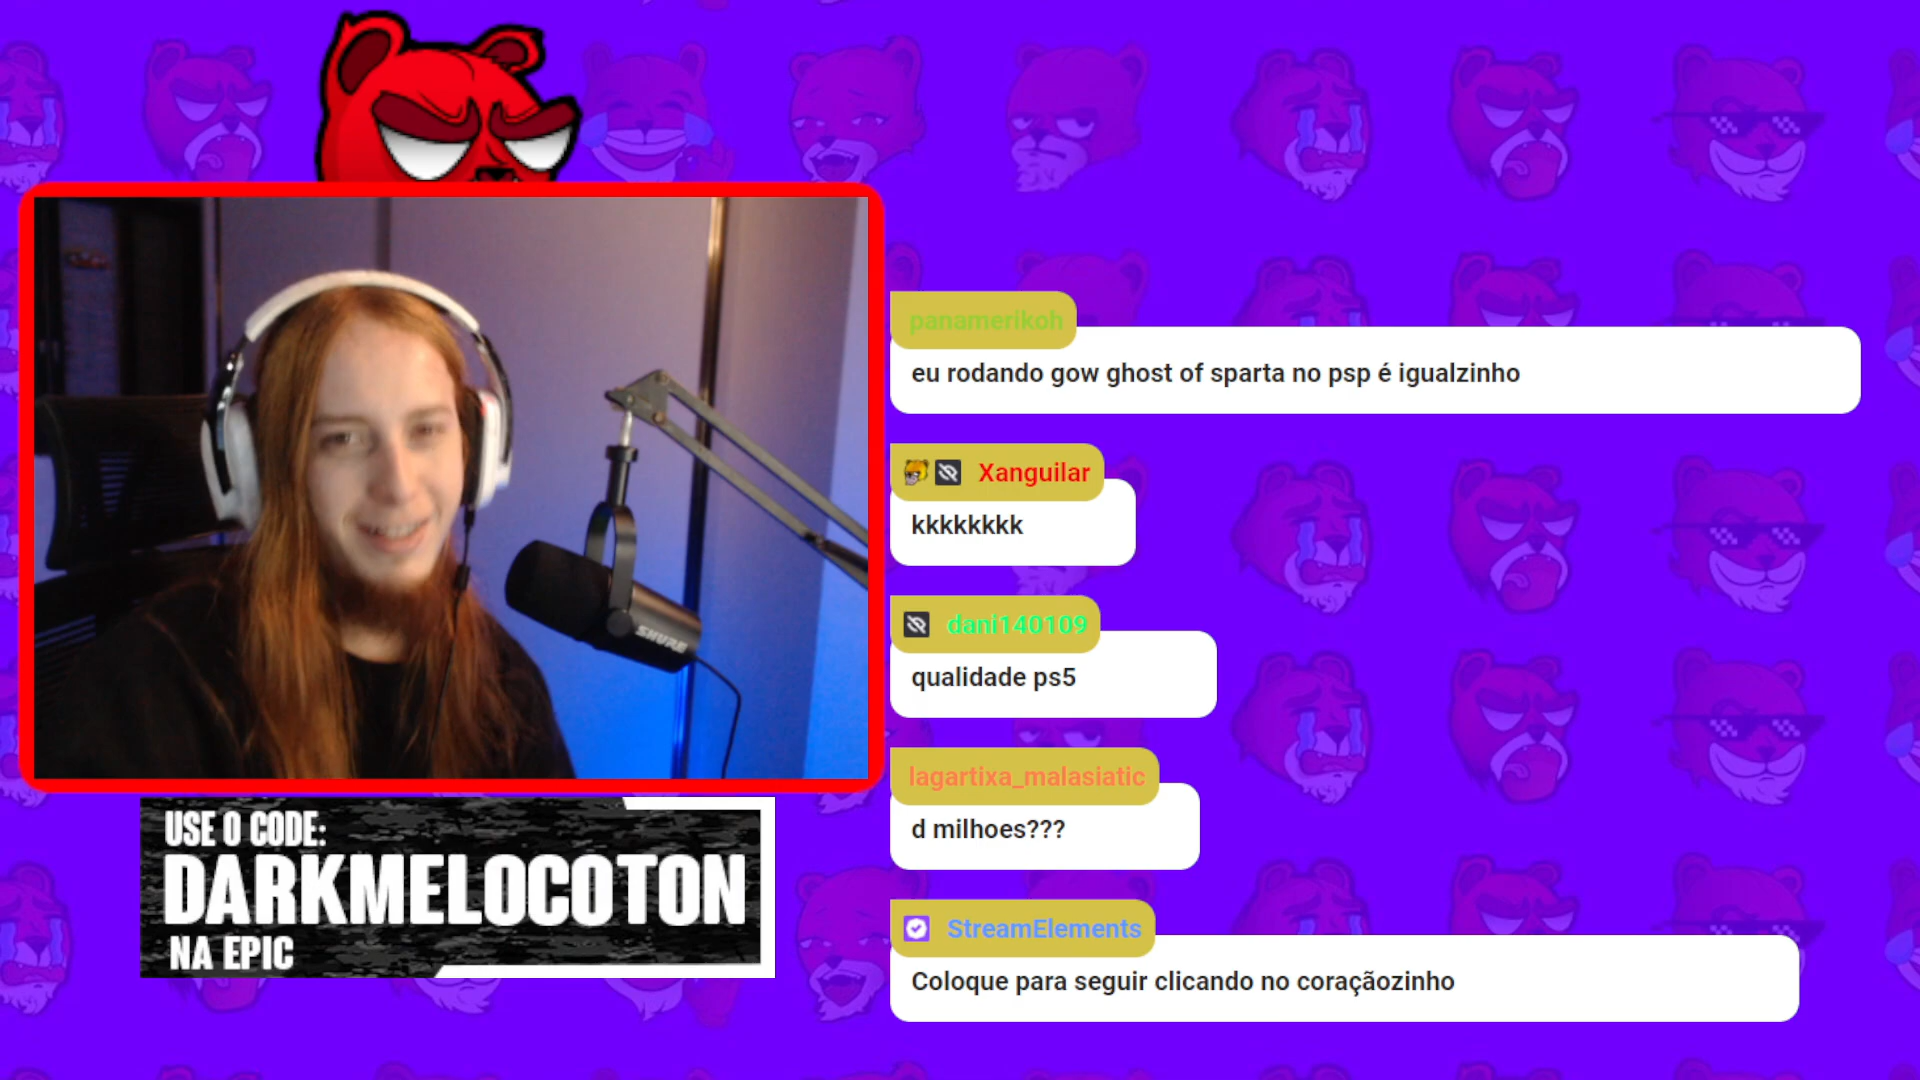 panamerikoh
eu rodando gow ghost of sparta no psp é igualzinho
Xanguilar
kkkkkkkk
dani140109
qualidade ps5
lagartixa_malasiatic
d milhoes???
StreamElements
Coloque para seguir clicando no coraçãozinho
SHURE
USE O CODE:
DARKMELOCOTON
NA EPIC